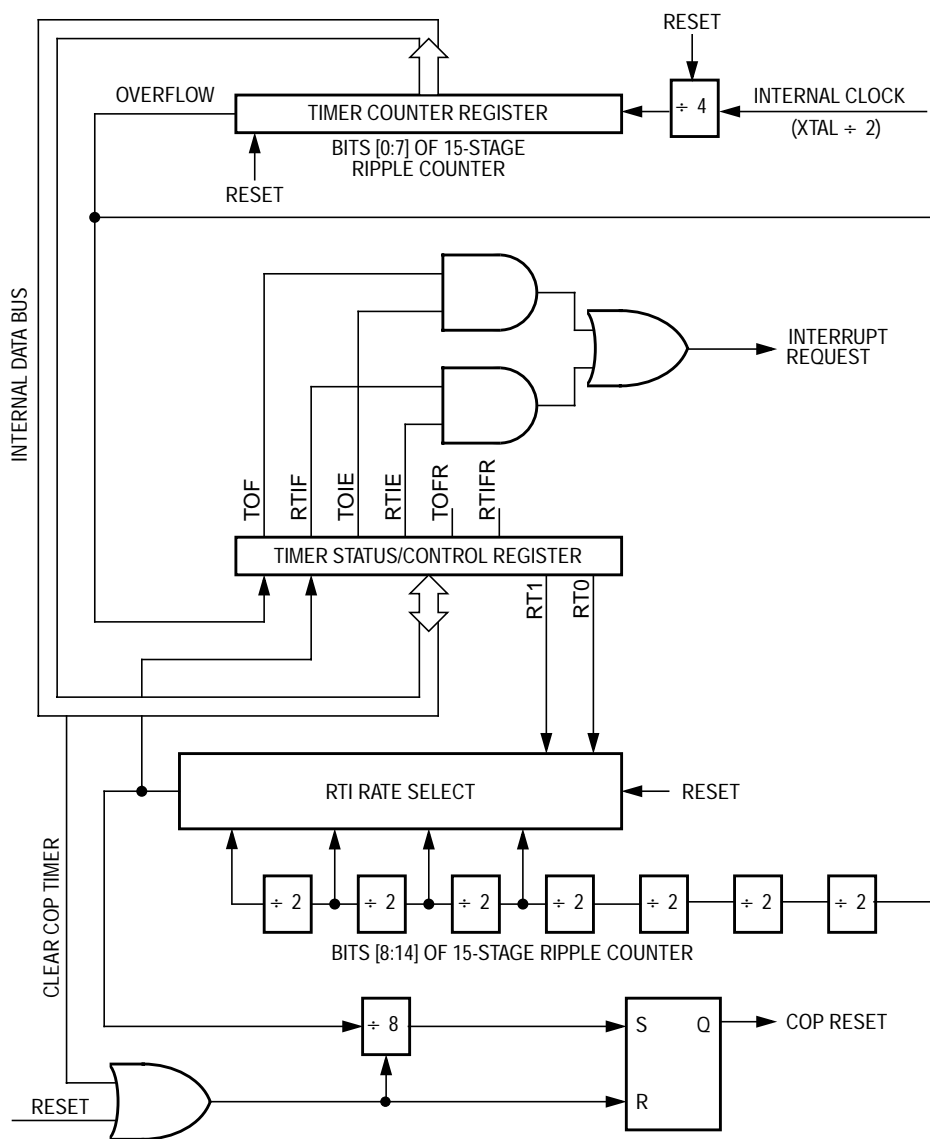 RESET
OVERFLOW
TIMER COUNTER REGISTER
÷ 4
INTERNAL CLOCK
(XTAL ÷ 2)
BITS [0:7] OF 15-STAGE
RIPPLE COUNTER
RESET
INTERNAL DATA BUS
INTERRUPT
REQUEST
TOF
RTIF
TOIE
RTIE
TOFR
RTIFR
TIMER STATUS/CONTROL REGISTER
RT1
RT0
RTI RATE SELECT
RESET
CLEAR COP TIMER
÷ 2
÷ 2
÷ 2
÷ 2
÷ 2
÷ 2
÷ 2
BITS [8:14] OF 15-STAGE RIPPLE COUNTER
÷ 8
S
Q
COP RESET
RESET
R